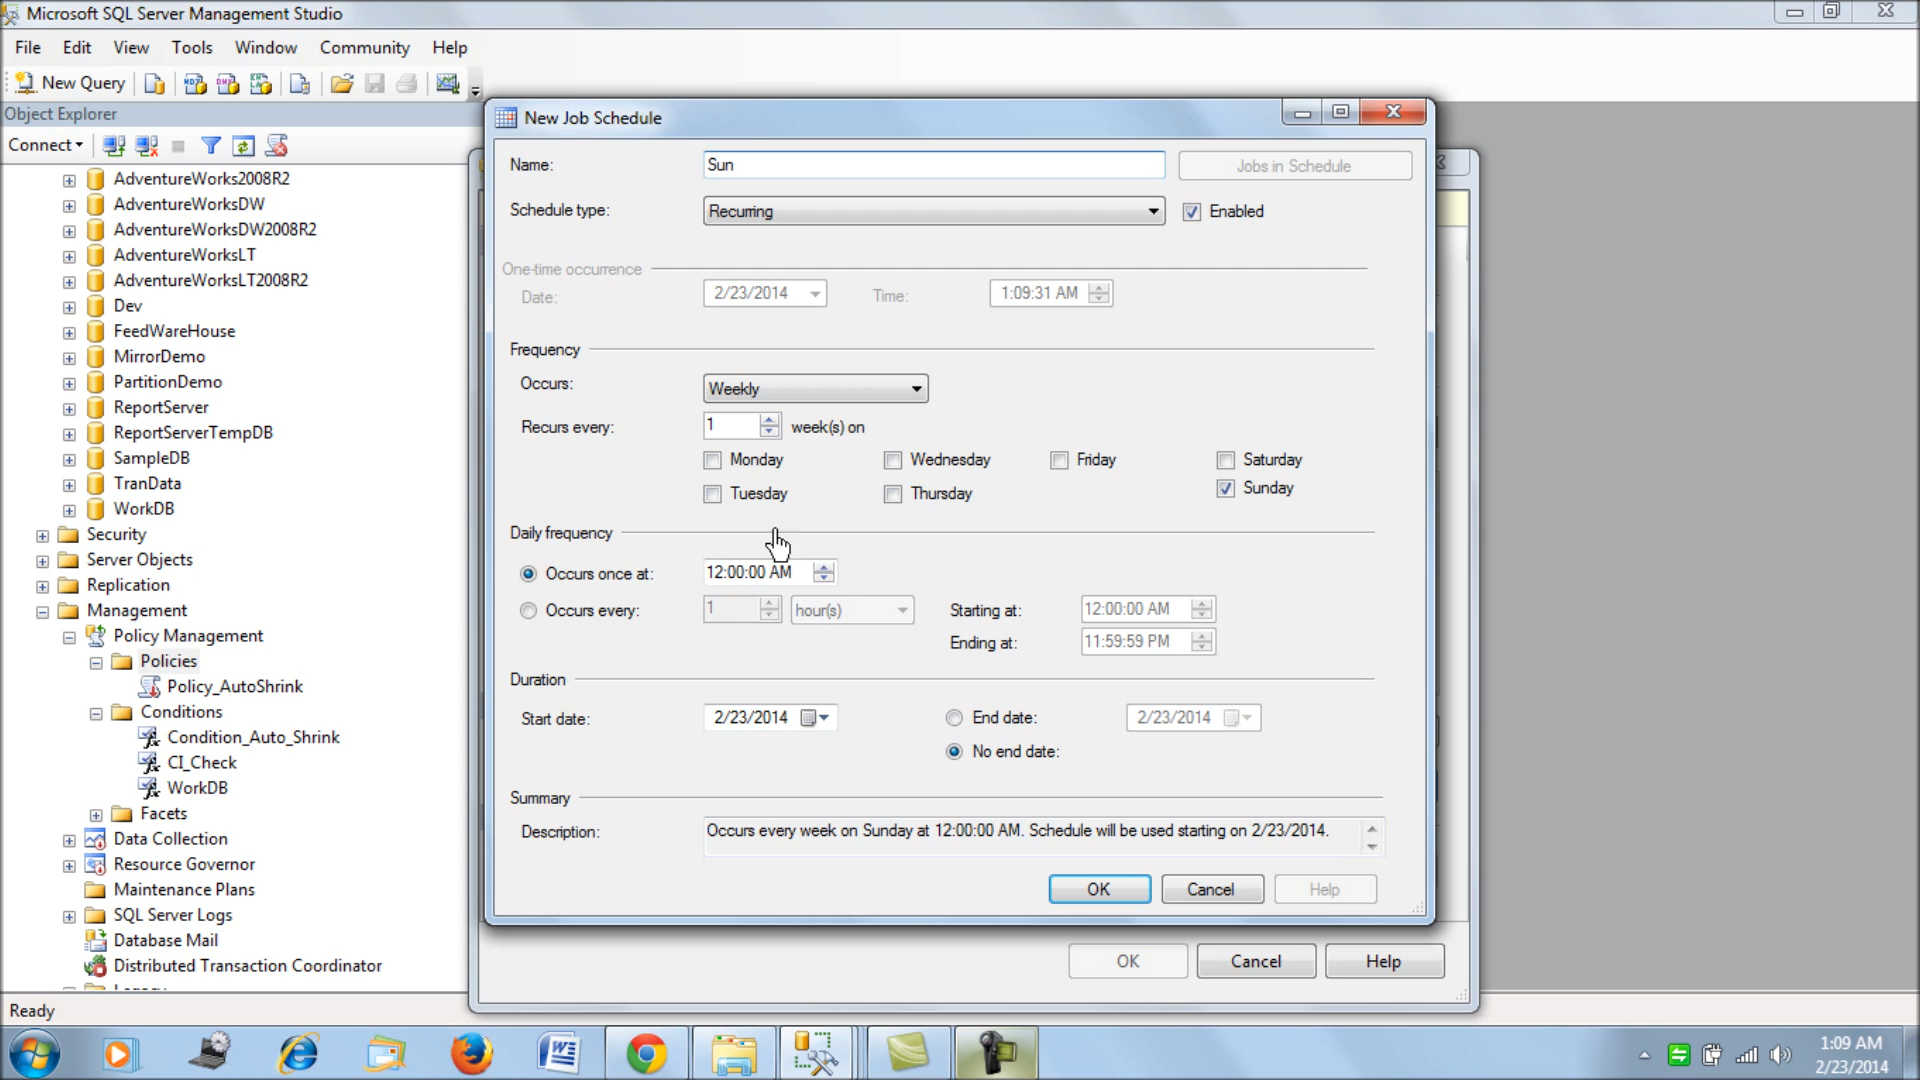 Microsoft SQL Server Management Studio
File Edit View Tools Window Community Help
New Query
Object Explorer
Connect
AdventureWorks2008R2
AdventureWorksDW
AdventureWorksDW2008R2
AdventureWorksLT
AdventureWorksLT2008R2
Dev
FeedWareHouse
MirrorDemo
PartitionDemo
ReportServer
ReportServerTempDB
SampleDB
TranData
WorkDB
Security
Server Objects
Replication
Management
Policy Management
Policies
Policy_AutoShrink
Conditions
Condition_Auto_Shrink
CI_Check
WorkDB
Facets
Data Collection
Resource Governor
Maintenance Plans
SQL Server Logs
Database Mail
Distributed Transaction Coordinator
New Job Schedule
Name: Sun Jobs in Schedule
Schedule type: Recurring Enabled
One-time occurrence
Date: 2/23/2014 Time: 1:09:31 AM
Frequency
Occurs: Weekly
Recurs every: 1 week(s) on
Monday Wednesday Friday Saturday
Tuesday Thursday Sunday
Daily frequency
Occurs once at: 12:00:00 AM
Occurs every: 1 hour(s) Starting at: 12:00:00 AM
Ending at: 11:59:59 PM
Duration
Start date: 2/23/2014 End date: 2/23/2014
No end date:
Summary
Description: Occurs every week on Sunday at 12:00:00 AM. Schedule will be used starting on 2/23/2014.
OK Cancel Help
OK Cancel Help
Ready
1:09 AM
2/23/2014